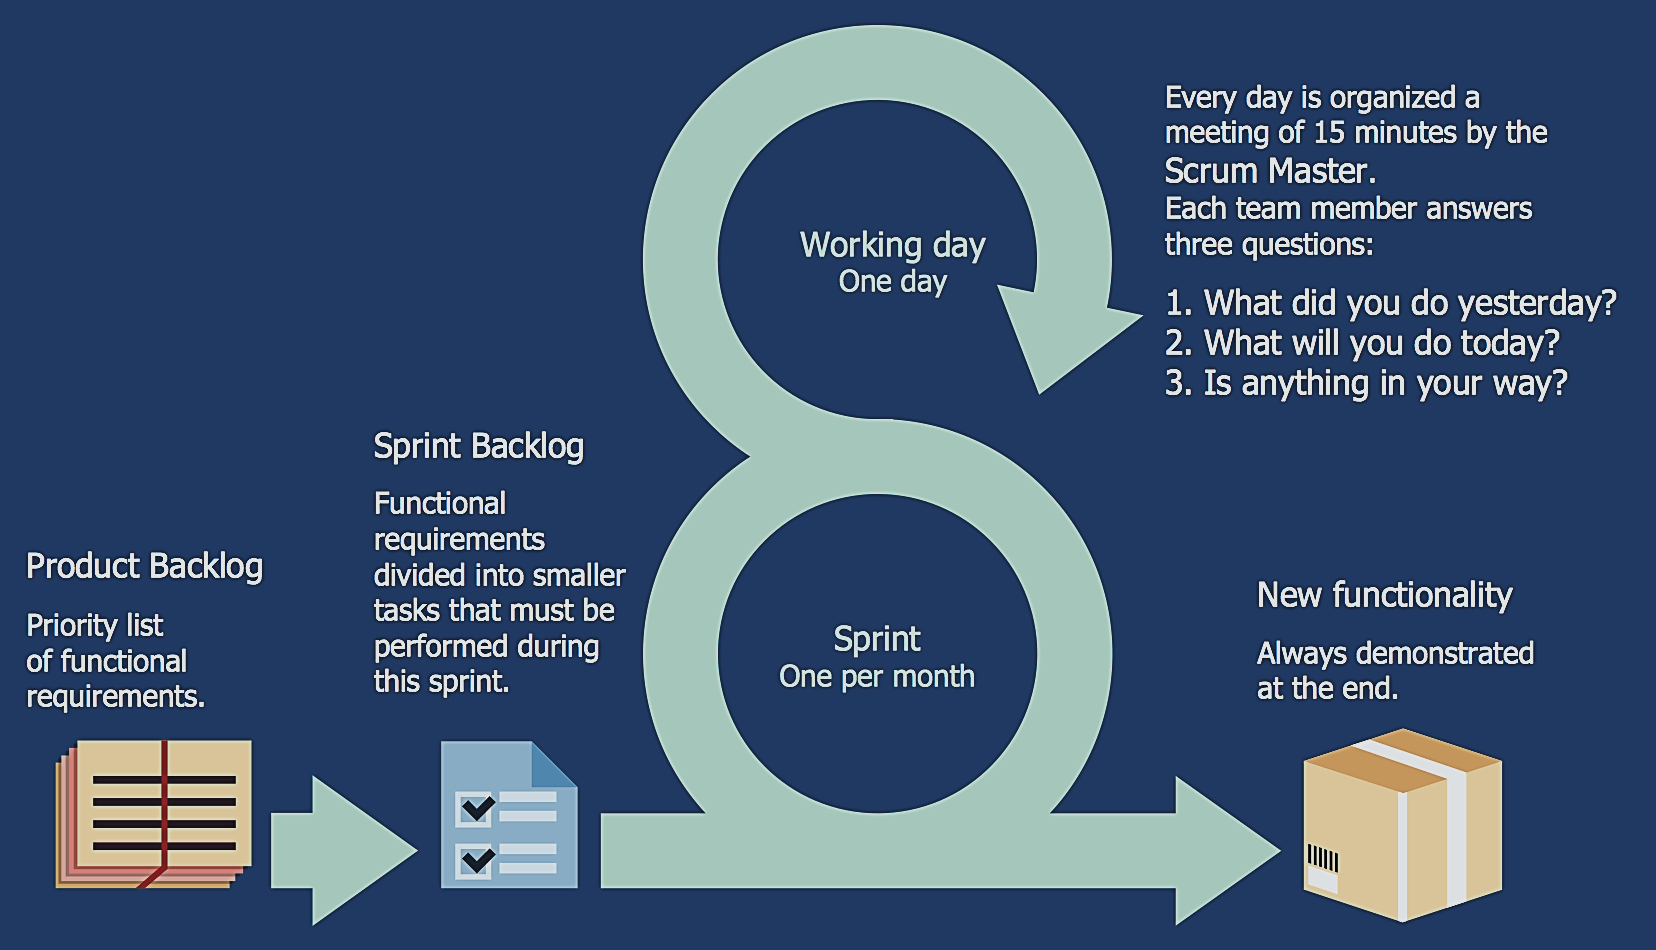 Every day is organized a
meeting of 15 minutes by the
Scrum Master.
Each team member answers
three questions:
1. What did you do yesterday?
2. What will you do today?
3. Is anything in your way?
Working day
One day
Sprint Backlog
Functional
requirements
divided into smaller
tasks that must be
performed during
this sprint.
Product Backlog
Priority list
of functional
requirements.
Sprint
One per month
New functionality
Always demonstrated
at the end.